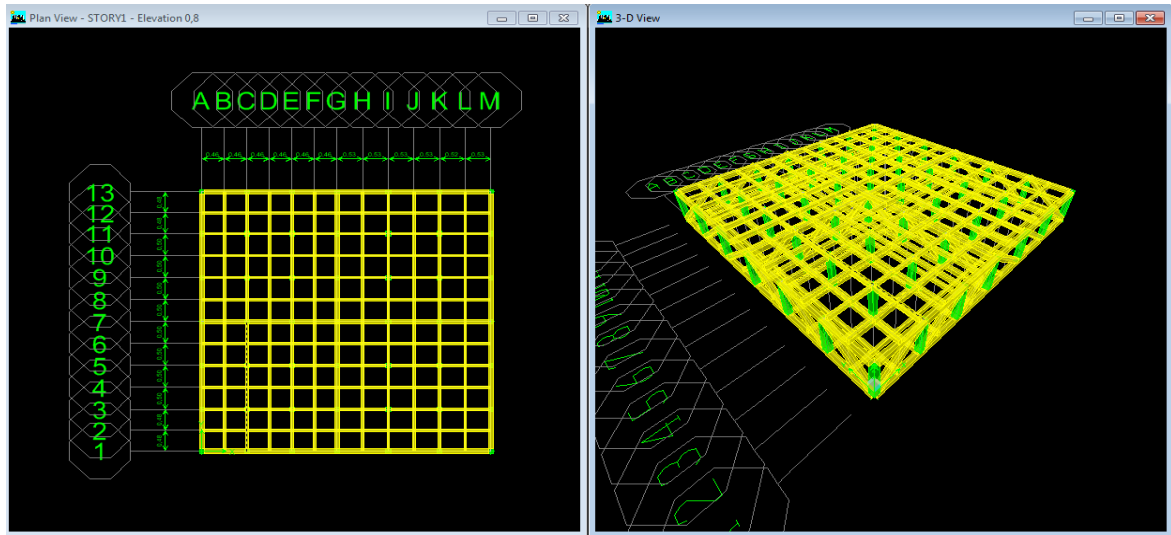 Plan View - STORY1 - Elevation 0,8
A B C D E F G H I J K L M
0.46 0.46 0.46 0.46 0.46 0.46 0.53 0.53 0.53 0.53 0.52 0.53
13
12
11
10
9
8
7
6
5
4
3
2
1
3-D View
A B C D E F G H I J K L M